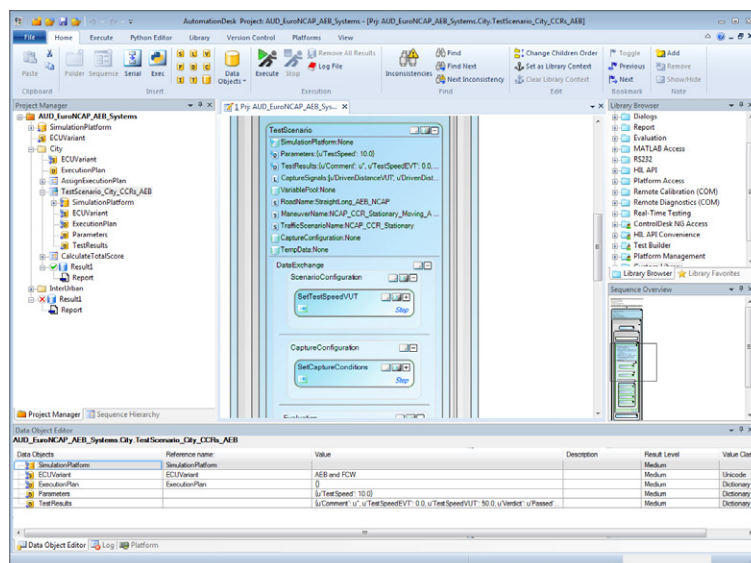 AutomationDesk Project: AUD_EuroNCAP_AEB_Systems - [Prj: AUD_EuroNCAP_AEB_Systems.City.TestScenario_City_CCRs_AEB]
File Home Execute Python Editor Library Version Control Platforms View
Paste Folder Sequence Serial Exec Data Objects Execute Stop Remove All Results Log File Inconsistencies Find Find Next Next Inconsistency Change Children Order Set as Library Context Clear Library Context Toggle Previous Next Add Remove Show/Hide
Clipboard Insert Execution Find Edit Bookmark Note
Project Manager
AUD_EuroNCAP_AEB_Systems
SimulationPlatform
ECUVariant
City
ECUVariant
ExecutionPlan
AssignExecutionPlan
TestScenario_City_CCRs_AEB
SimulationPlatform
ECUVariant
ExecutionPlan
Parameters
TestResults
CalculateTotalScore
Result1
Report
InterUrban
Result1
Report
Project Manager Sequence Hierarchy
1 Prj: AUD_EuroNCAP_AEB_Sys...
TestScenario
SimulationPlatform:None
Parameters:{u'TestSpeed': 10.0}
TestResults:{u'Comment': u'', u'TestSpeedEVT': 0.0,...
CaptureSignals:[u'DrivenDistanceVUT', u'DrivenDist...
VariablePool:None
RoadName:StraightLong_AEB_NCAP
ManeuverName:NCAP_CCR_Stationary_Moving_A...
TrafficScenarioName:NCAP_CCR_Stationary
CaptureConfiguration:None
TempData:None
DataExchange
ScenarioConfiguration
SetTestSpeedVUT
Step
CaptureConfiguration
SetCaptureConditions
Step
Evaluation
Library Browser
Dialogs
Report
Evaluation
MATLAB Access
RS232
HIL API
Platform Access
Remote Calibration (COM)
Remote Diagnostics (COM)
Real-Time Testing
ControlDesk NG Access
HIL API Convenience
Test Builder
Platform Management
Library Browser Library Favorites
Sequence Overview
Data Object Editor
AUD_EuroNCAP_AEB_Systems.City.TestScenario_City_CCRs_AEB
Data Objects Reference name: Value Description Result Level Value Clas
SimulationPlatform SimulationPlatform Medium
ECUVariant ECUVariant AEB and FCW Medium Unicode
ExecutionPlan ExecutionPlan {} Medium Dictionary
Parameters {u'TestSpeed': 10.0} Medium Dictionary
TestResults {u'Comment': u'', u'TestSpeedEVT': 0.0, u'TestSpeedVUT': 50.0, u'Verdict': u'Passed'... Medium Dictionary
Data Object Editor Log Platform